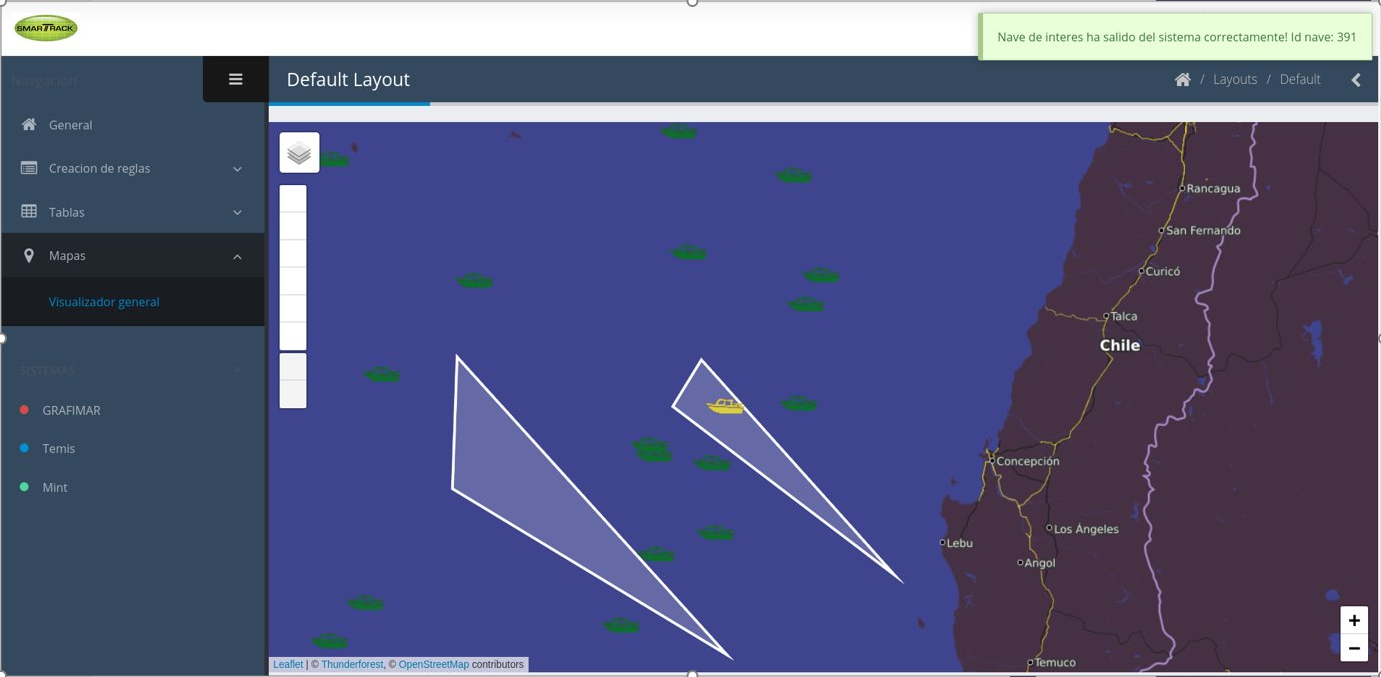 SMARTRACK
Nave de interes ha salido del sistema correctamente! Id nave: 391
Navigation
Default Layout
/ Layouts / Default
General
Creacion de reglas
Tablas
Mapas
Visualizador general
SISTEMAS
GRAFIMAR
Temis
Mint
Rancagua
San Fernando
Curicó
Talca
Chile
Concepción
Los Ángeles
Lebu
Angol
Temuco
+
−
Leaflet | © Thunderforest, © OpenStreetMap contributors